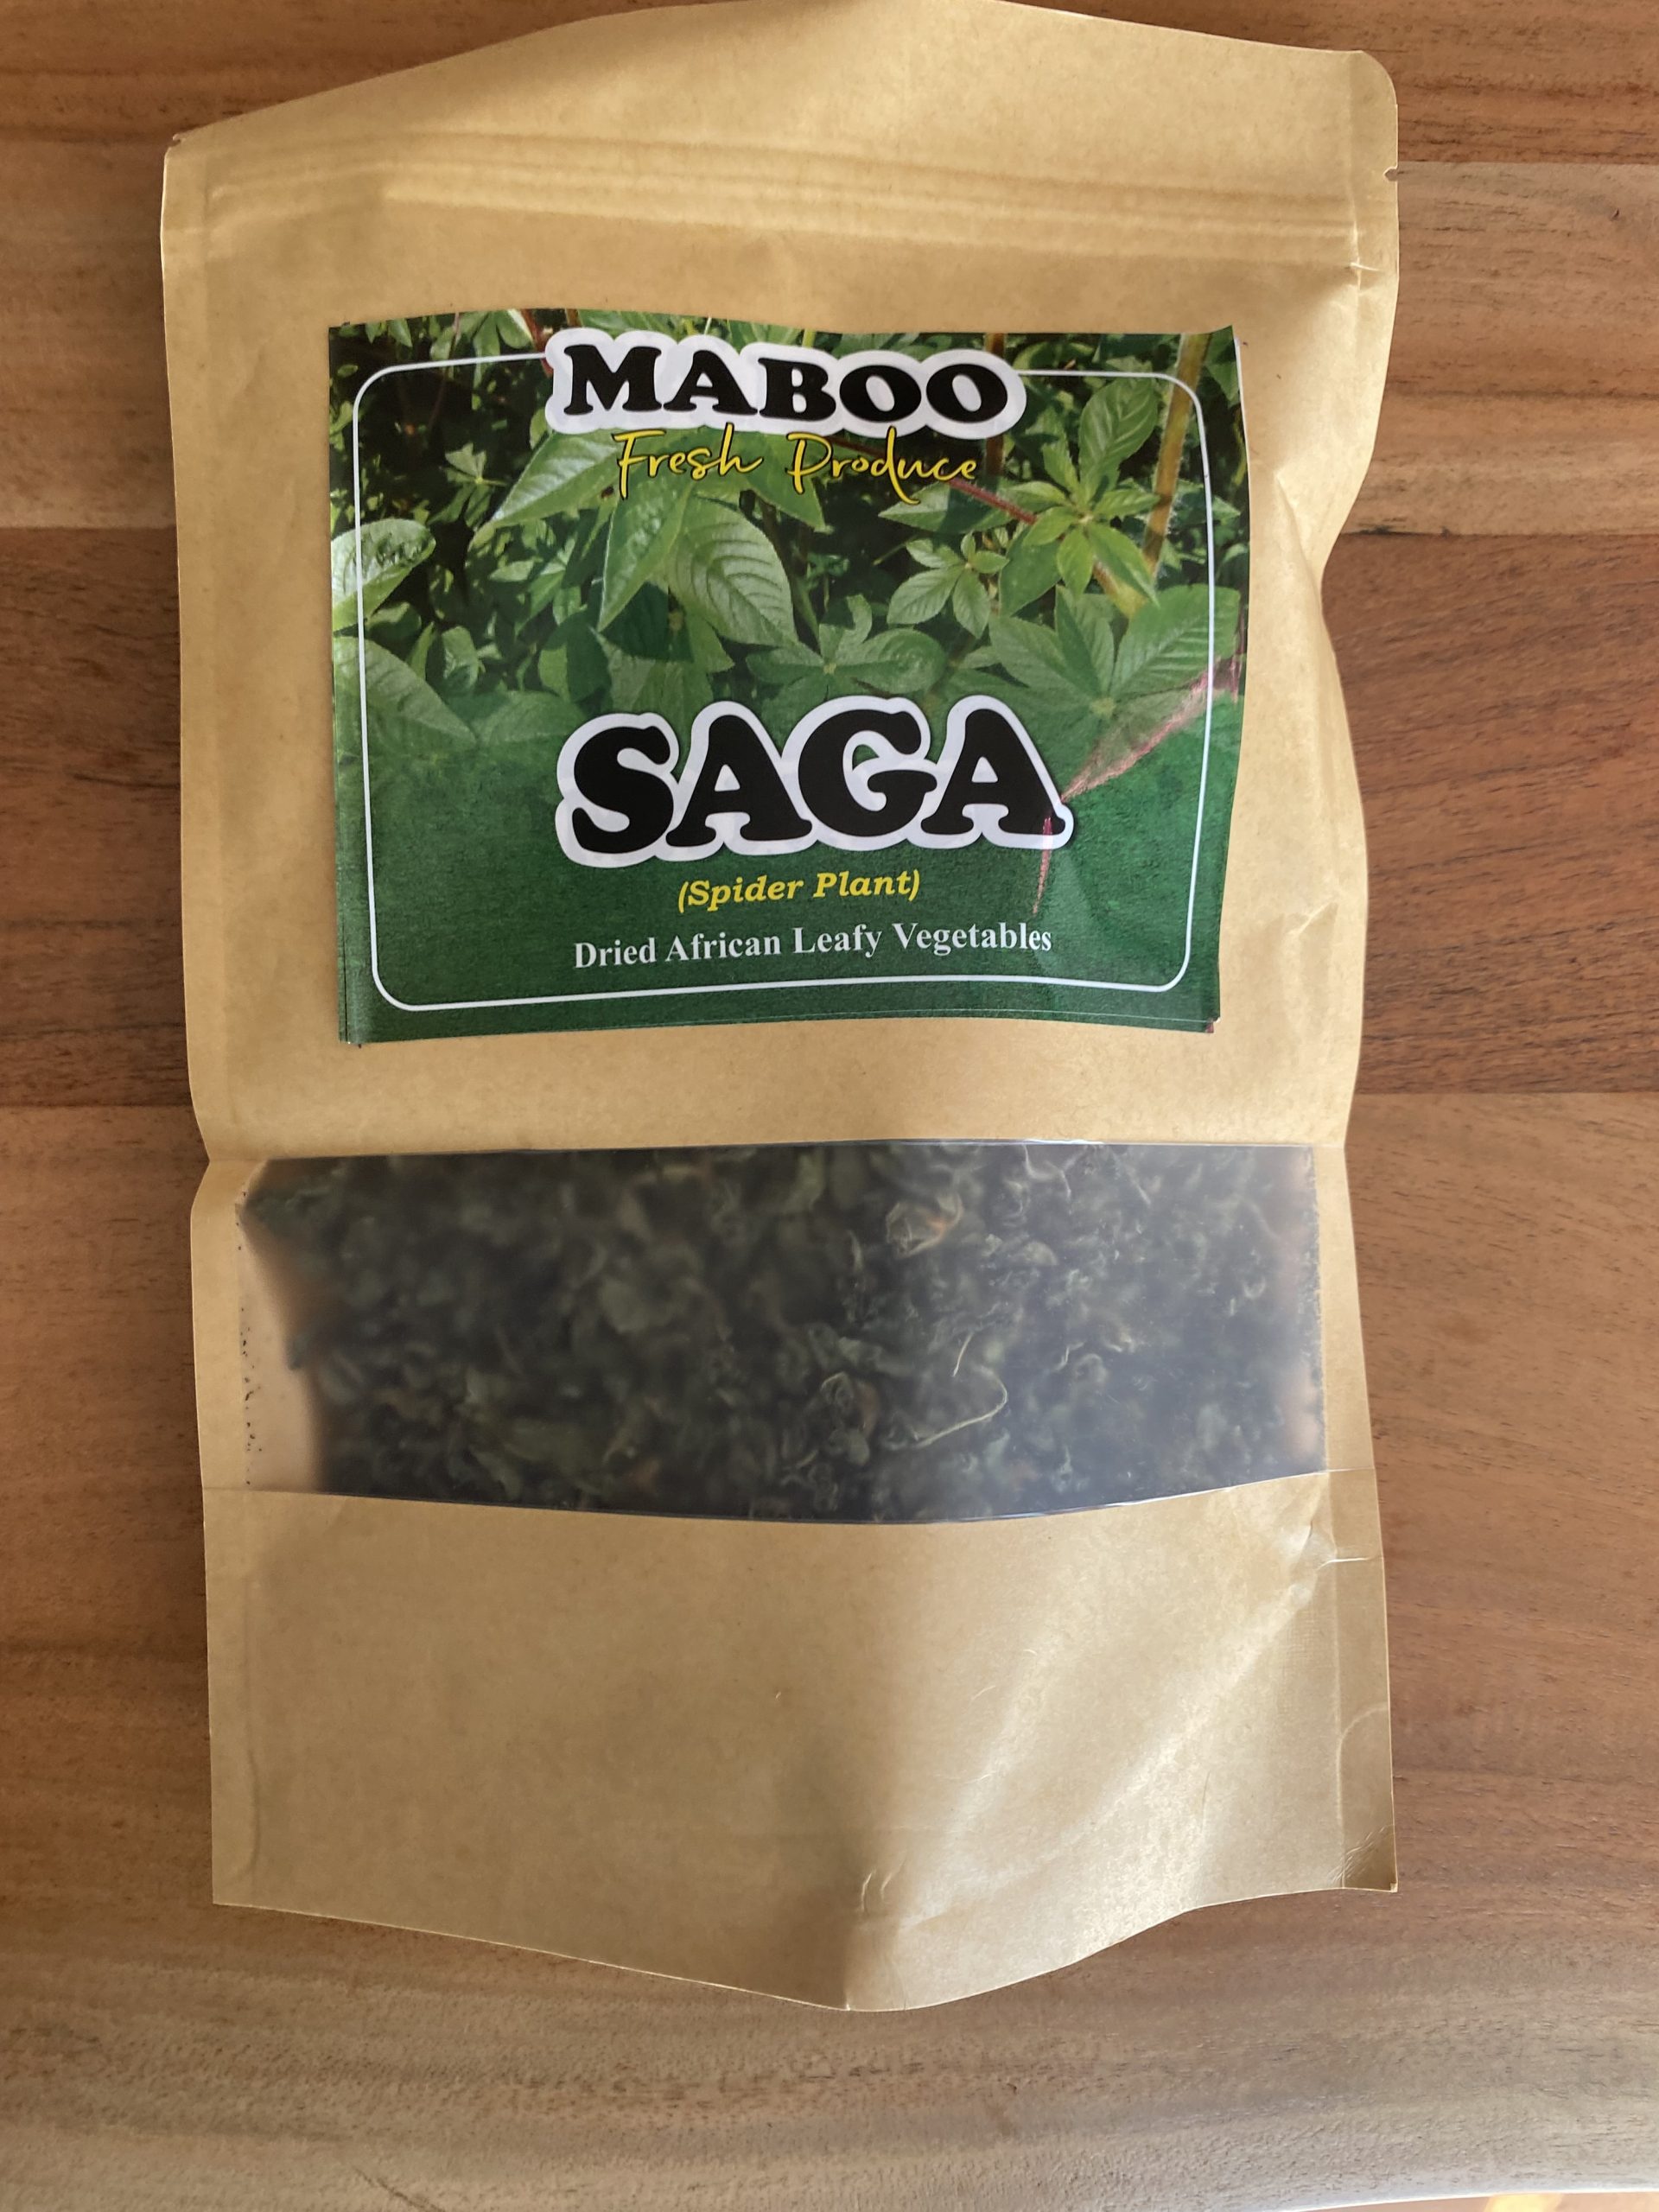 MABOO
Fresh Produce
SAGA
(Spider Plant)
Dried African Leafy Vegetables